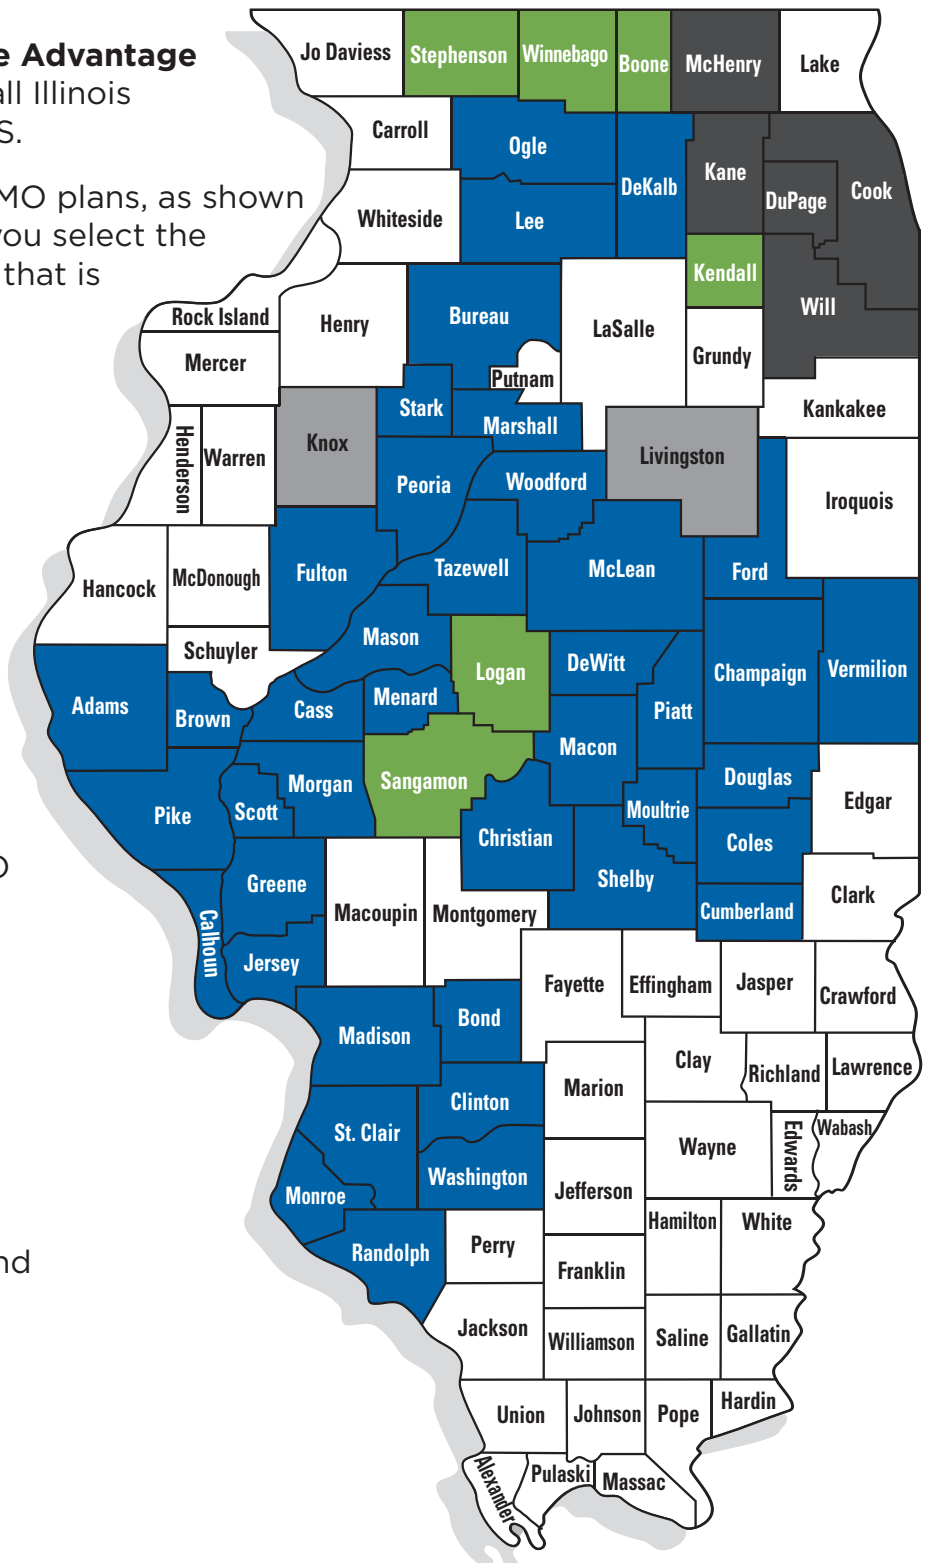 e Advantage
all Illinois
S.
MO plans, as shown
you select the
that is
O
nd
Jo Daviess
Stephenson
Winnebago
Boone
McHenry
Lake
Carroll
Ogle
DeKalb
Kane
DuPage
Cook
Whiteside
Lee
Kendall
Will
Rock Island
Henry
Bureau
LaSalle
Grundy
Mercer
Putnam
Kankakee
Stark
Marshall
Henderson
Warren
Knox
Livingston
Peoria
Woodford
Iroquois
Hancock
McDonough
Fulton
Tazewell
McLean
Ford
Schuyler
Mason
Logan
DeWitt
Champaign
Vermilion
Adams
Brown
Cass
Menard
Piatt
Macon
Pike
Scott
Morgan
Sangamon
Douglas
Edgar
Moultrie
Christian
Coles
Greene
Shelby
Clark
Calhoun
Macoupin
Montgomery
Cumberland
Jersey
Fayette
Effingham
Jasper
Crawford
Madison
Bond
Clay
Richland
Lawrence
Marion
Clinton
St. Clair
Wayne
Edwards
Wabash
Washington
Monroe
Jefferson
Hamilton
White
Randolph
Perry
Franklin
Jackson
Williamson
Saline
Gallatin
Union
Johnson
Pope
Hardin
Alexander
Pulaski
Massac